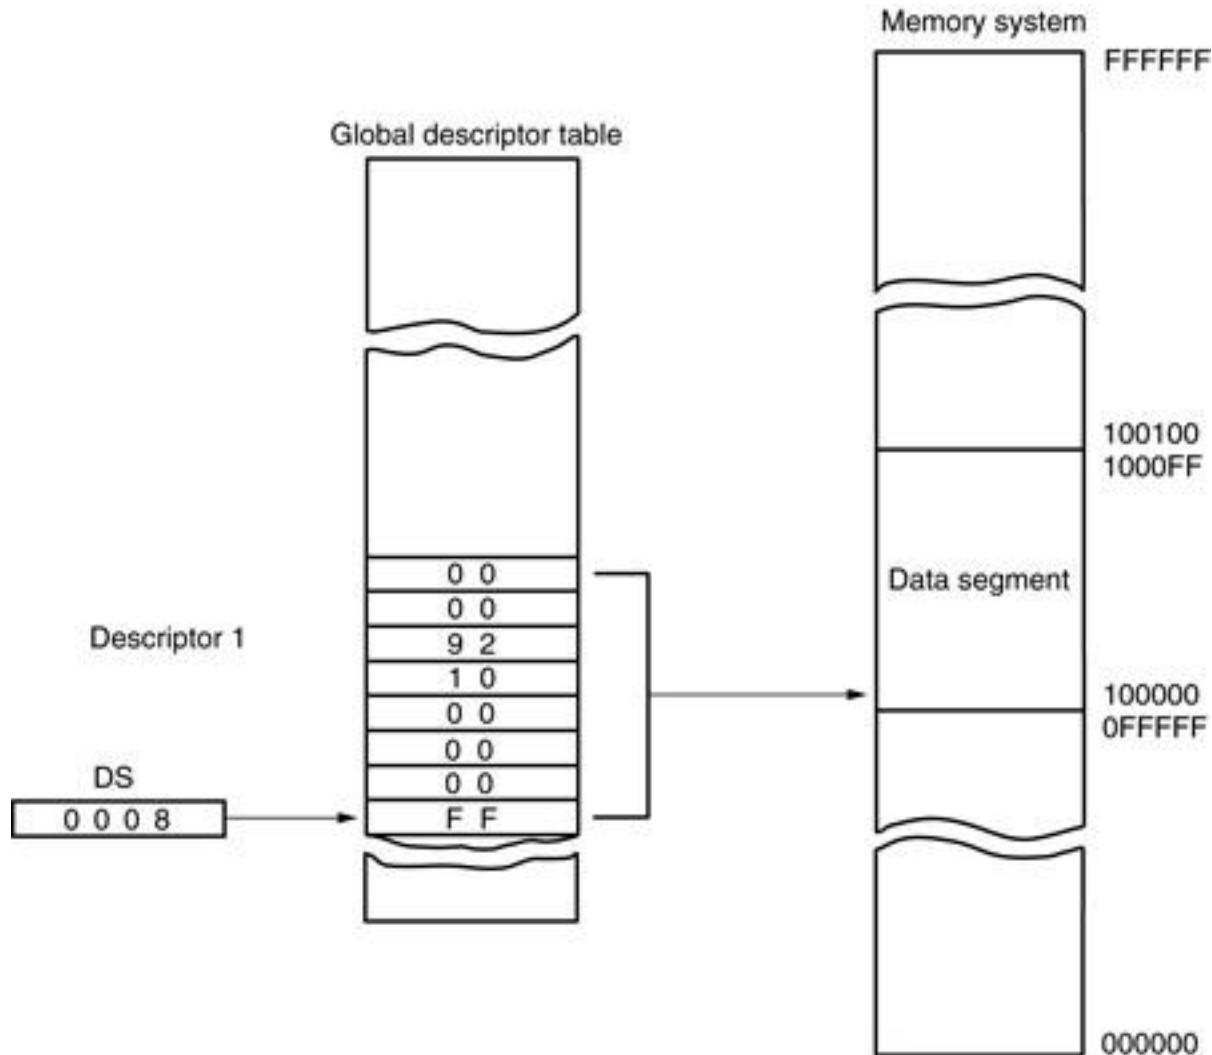 Memory system
FFFFFF
Global descriptor table
100100
1000FF
0 0
Data segment
0 0
Descriptor 1
9 2
1 0
100000
0 0
0FFFFF
0 0
DS
0 0
0 0 0 8
F F
000000